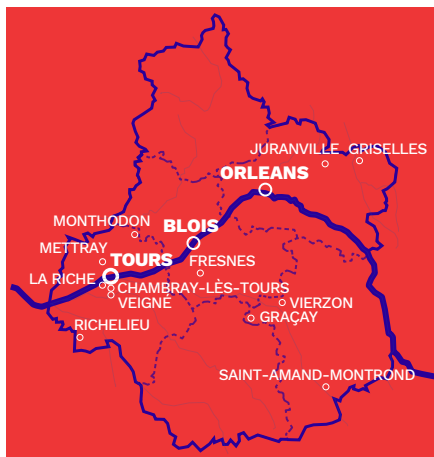 JURANVILLE GRISELLES
ORLEANS
MONTHODON
BLOIS
METTRAY
TOURS
FRESNES
LA RICHE
CHAMBRAY-LÈS-TOURS
VEIGNÉ
VIERZON
GRAÇAY
RICHELIEU
SAINT-AMAND-MONTROND